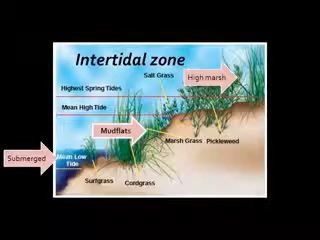 Intertidal zone
Salt Grass
High marsh
Highest Spring Tides
Mean High Tide
Mudflats
Marsh Grass
Pickleweed
Submerged
Mean Low
Tide
Surfgrass
Cordgrass